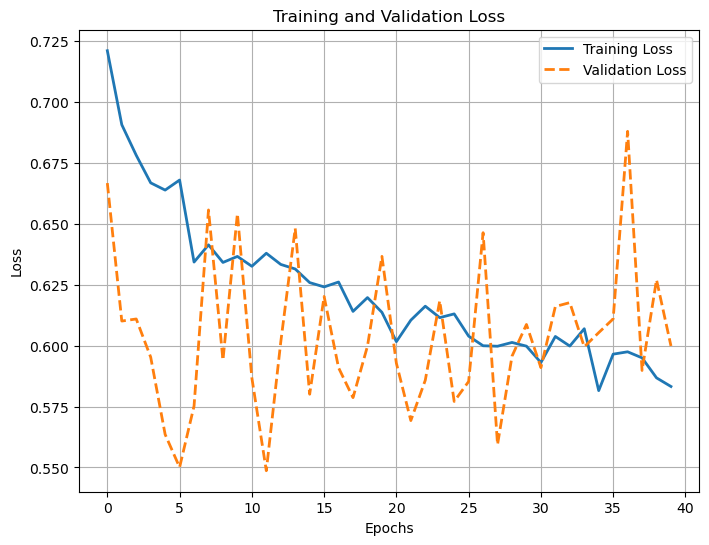 Training and Validation Loss
Training Loss
Validation Loss
0.725
0.700
0.675
0.650
0.625
0.600
0.575
0.550
Loss
0 5 10 15 20 25 30 35 40
Epochs